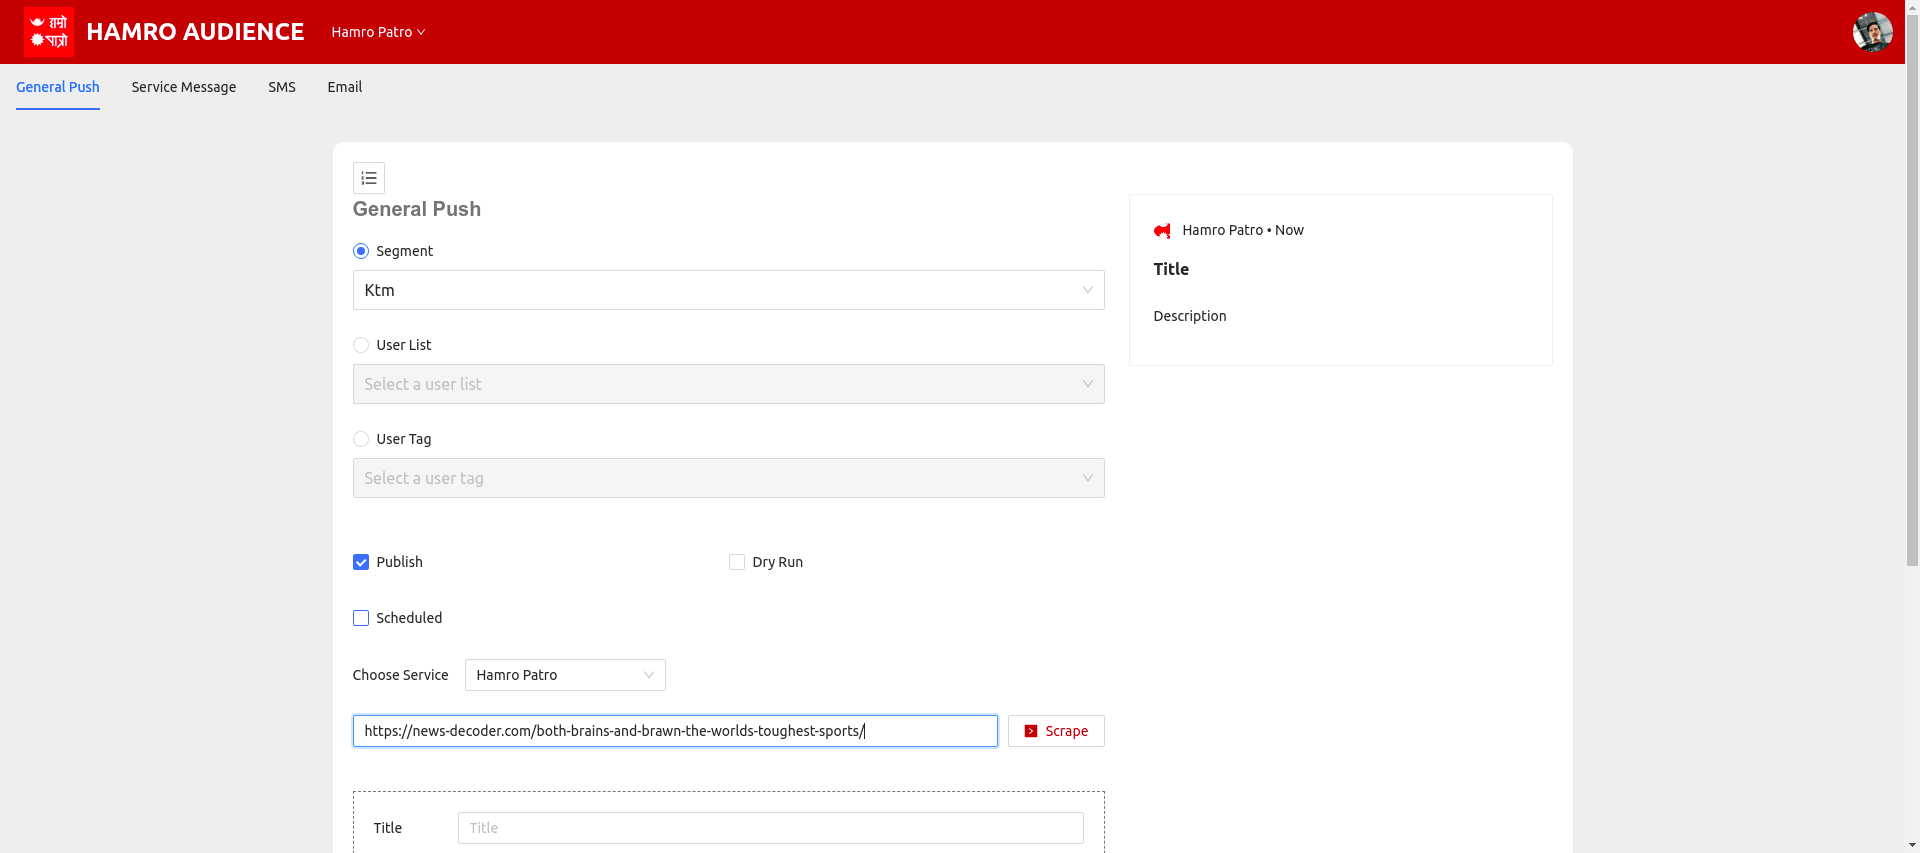 हाम्रो
पात्रो
HAMRO AUDIENCE
Hamro Patro
General Push
Service Message
SMS
Email
General Push
Segment
Ktm
User List
Select a user list
User Tag
Select a user tag
Publish
Dry Run
Scheduled
Choose Service
Hamro Patro
https://news-decoder.com/both-brains-and-brawn-the-worlds-toughest-sports/
Scrape
Title
Title
Hamro Patro • Now
Title
Description